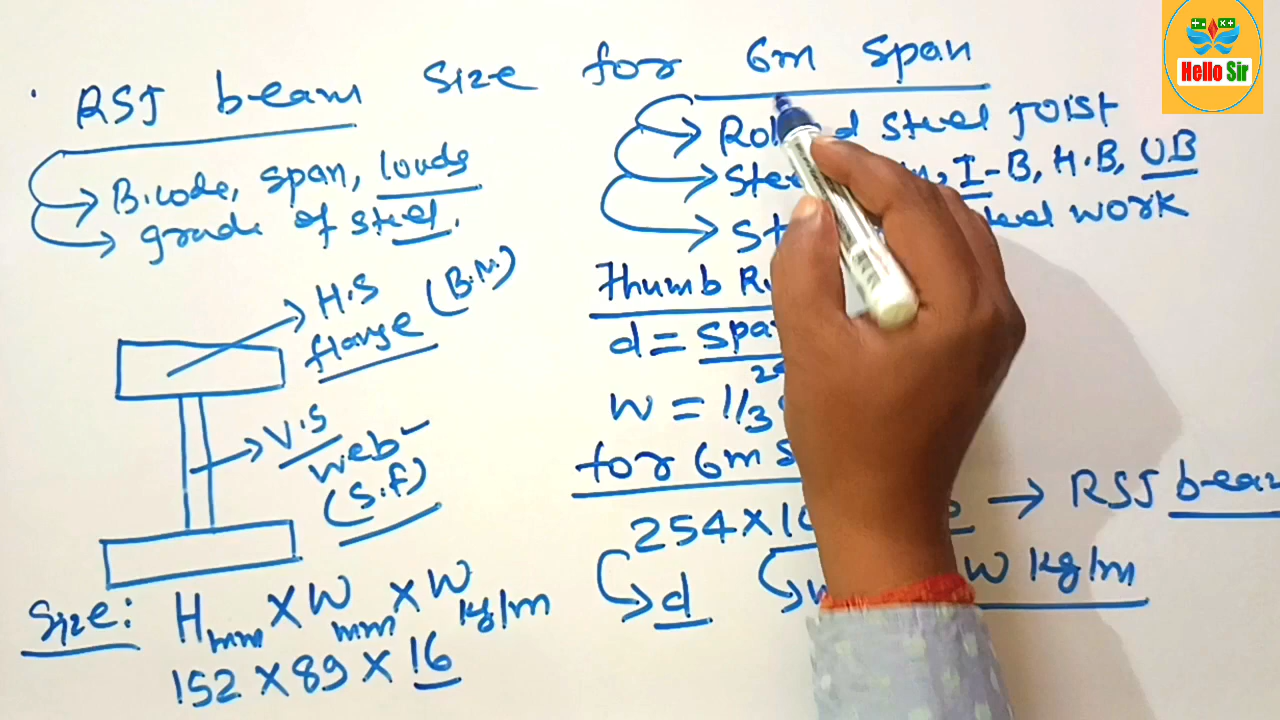 RSJ beam size for 6m span
B.code, span, loads
grade of steel.
H.S
flange (B.M)
V.S
web
(S.F)
Size: Hmm X W mm X W kg/m
152 X 89 X 16
Rol d steel joist
Ste , I-B, H.B, UB
St eel work
Thumb R
d = spa
w = 1/3
for 6m s
254 X 10 → RSJ beam
d W kg/m
Hello Sir